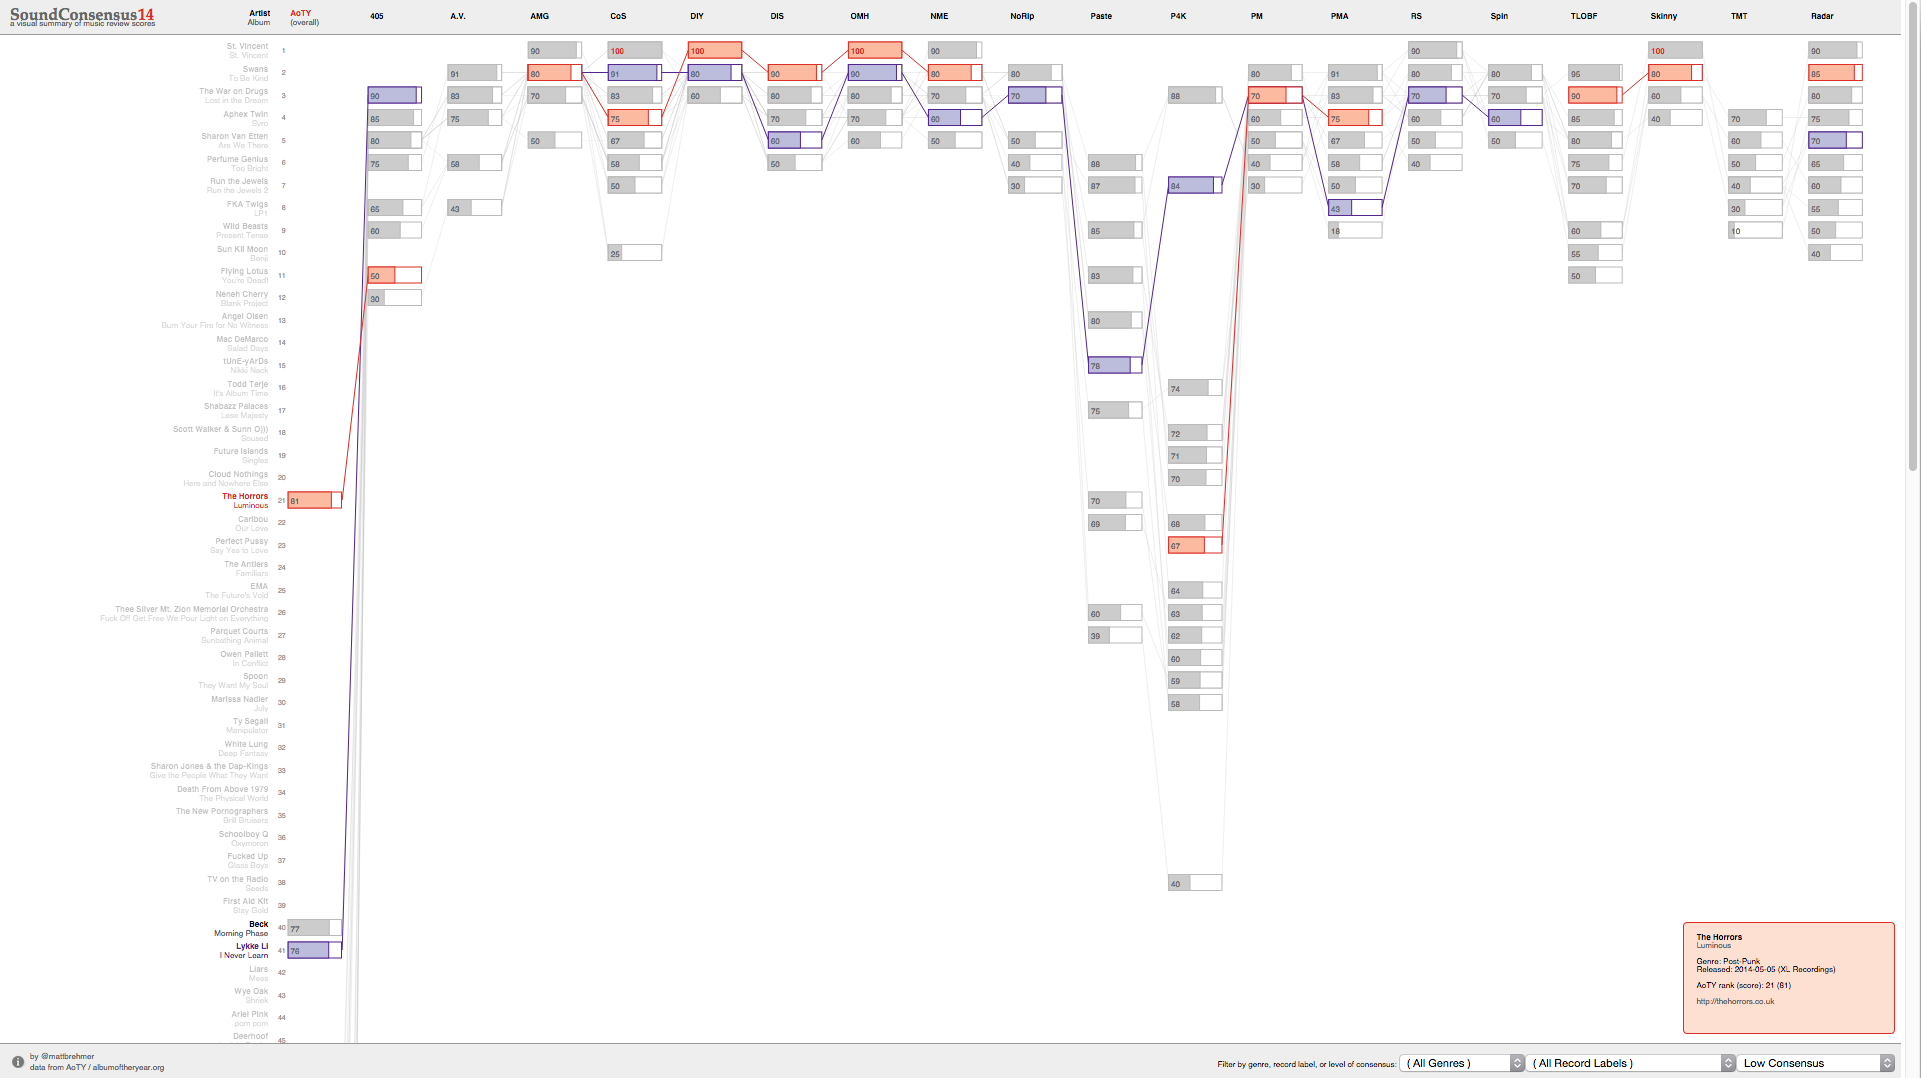 SoundConsensus14
a visual summary of music review scores
Artist
Album
AoTY
(overall)
405 A.V. AMG CoS DIY DIS OMH NME NoRip Paste P4K PM PMA RS Spin TLOBF Skinny TMT Radar
St. Vincent
St. Vincent
1 90 100 100 100 90 90 100 90
Swans
To Be Kind
2 91 80 91 80 90 90 80 80 80 91 80 80 95 80 85
The War on Drugs
Lost in the Dream
3 90 83 70 83 60 80 80 60 70 88 70 83 70 70 90 60 80
Aphex Twin
Syro
4 85 75 75 70 70 60 60 75 60 60 85 40 70 75
Sharon Van Etten
Are We There
5 80 50 67 60 60 50 50 50 67 50 50 80 60 70
Perfume Genius
Too Bright
6 75 58 58 50 40 88 40 58 40 75 50 65
Run the Jewels
Run the Jewels 2
7 50 30 87 84 30 50 70 40 60
FKA Twigs
LP1
8 65 43 43 30 55
Wild Beasts
Present Tense
9 60 85 18 60 10 50
Sun Kil Moon
Benji
10 25 55 40
Flying Lotus
You're Dead!
11 50 83 50
Neneh Cherry
Blank Project
12 30
Angel Olsen
Burn Your Fire for No Witness
13 80
Mac DeMarco
Salad Days
14
tUnE-yArDs
Nikki Nack
15 78
Todd Terje
It's Album Time
16 74
Shabazz Palaces
Lese Majesty
17 75
Scott Walker & Sunn O)))
Soused
18 72
Future Islands
Singles
19 71
Cloud Nothings
Here and Nowhere Else
20 70
The Horrors
Luminous
21 81 70
Caribou
Our Love
22 69 68
Perfect Pussy
Say Yes to Love
23 67
The Antlers
Familiars
24
EMA
The Future's Void
25 64
Thee Silver Mt. Zion Memorial Orchestra
Fuck Off Get Free We Pour Light on Everything
26 60 63
Parquet Courts
Sunbathing Animal
27 39 62
Owen Pallett
In Conflict
28 60
Spoon
They Want My Soul
29 59
Marissa Nadler
July
30 58
Ty Segall
Manipulator
31
White Lung
Deep Fantasy
32
Sharon Jones & the Dap-Kings
Give the People What They Want
33
Death From Above 1979
The Physical World
34
The New Pornographers
Brill Bruisers
35
Schoolboy Q
Oxymoron
36
Fucked Up
Glass Boys
37
TV on the Radio
Seeds
38 40
First Aid Kit
Stay Gold
39
Beck
Morning Phase
40 77
Lykke Li
I Never Learn
41 76
Liars
Mess
42
Wye Oak
Shriek
43
Ariel Pink
pom pom
44
Deerhoof
45
The Horrors
Luminous
Genre: Post-Punk
Released: 2014-05-05 (XL Recordings)
AoTY rank (score): 21 (81)
http://thehorrors.co.uk
by @mattbrehmer
data from AoTY / albumoftheyear.org
Filter by genre, record label, or level of consensus: ( All Genres ) ( All Record Labels ) Low Consensus